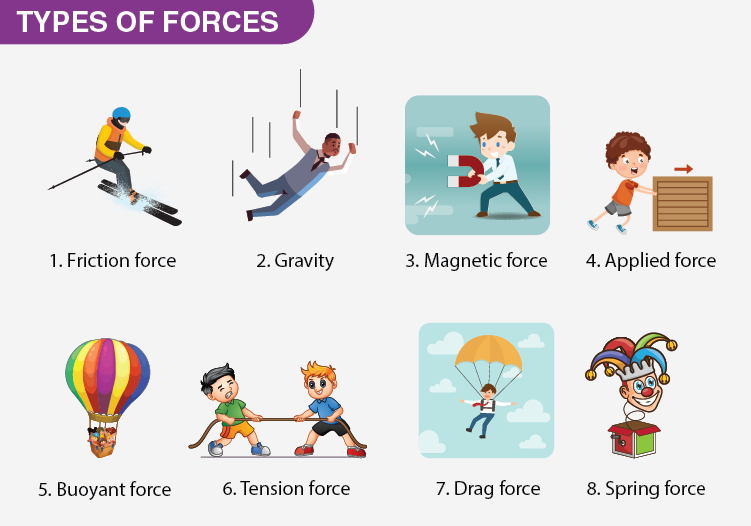 TYPES OF FORCES
1. Friction force
2. Gravity
3. Magnetic force
4. Applied force
5. Buoyant force
6. Tension force
7. Drag force
8. Spring force